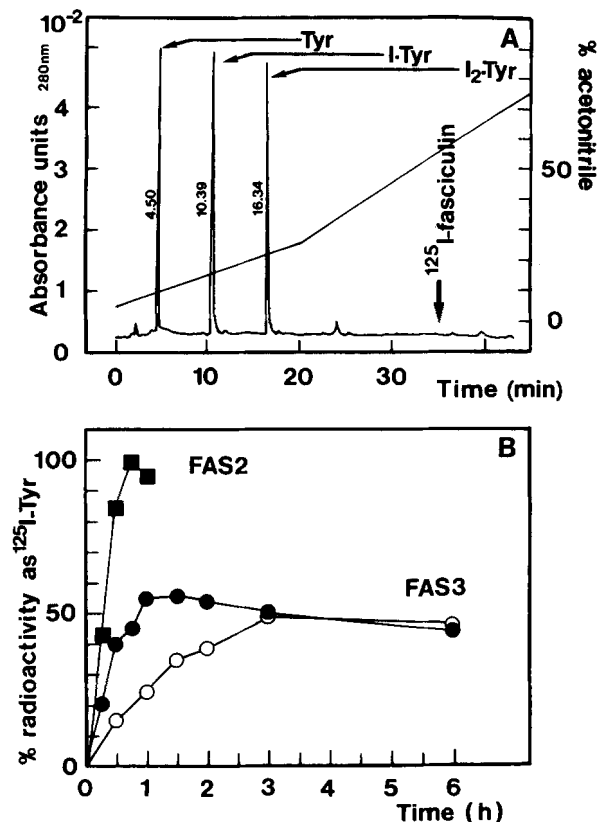 10-2
A
Tyr
I-Tyr
I2-Tyr
Absorbance units 280nm
% acetonitrile
4
3
2
1
0
50
0
4.50
10.39
16.34
125I-fasciculin
0
10
20
30
Time (min)
B
% radioactivity as 125I-Tyr
100
50
0
FAS2
FAS3
0
1
2
3
4
5
6
Time (h)